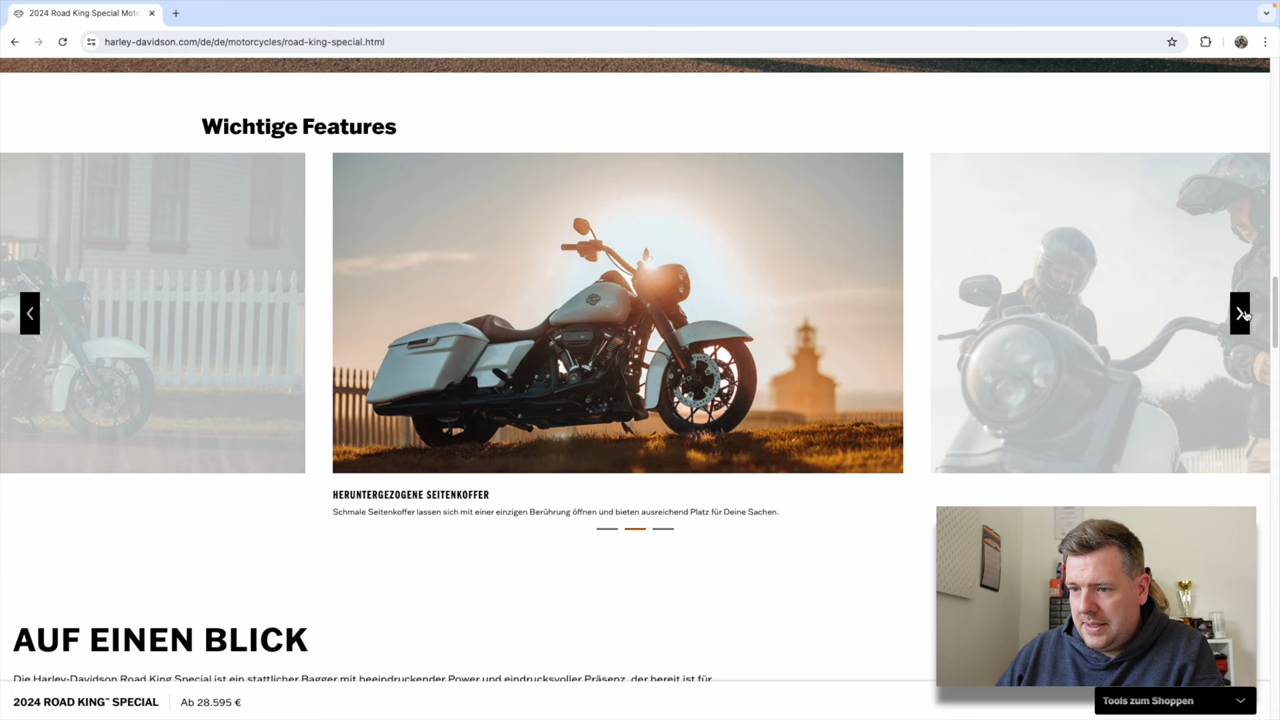 2024 Road King Special Moto
harley-davidson.com/de/de/motorcycles/road-king-special.html
Wichtige Features
HERUNTERGEZOGENE SEITENKOFFER
Schmale Seitenkoffer lassen sich mit einer einzigen Berührung öffnen und bieten ausreichend Platz für Deine Sachen.
AUF EINEN BLICK
Die Harley-Davidson Road King Special ist ein stattlicher Bagger mit beeindruckender Power und eindrucksvoller Präsenz, der bereit ist für
2024 ROAD KING™ SPECIAL
Ab 28.595 €
Tools zum Shoppen